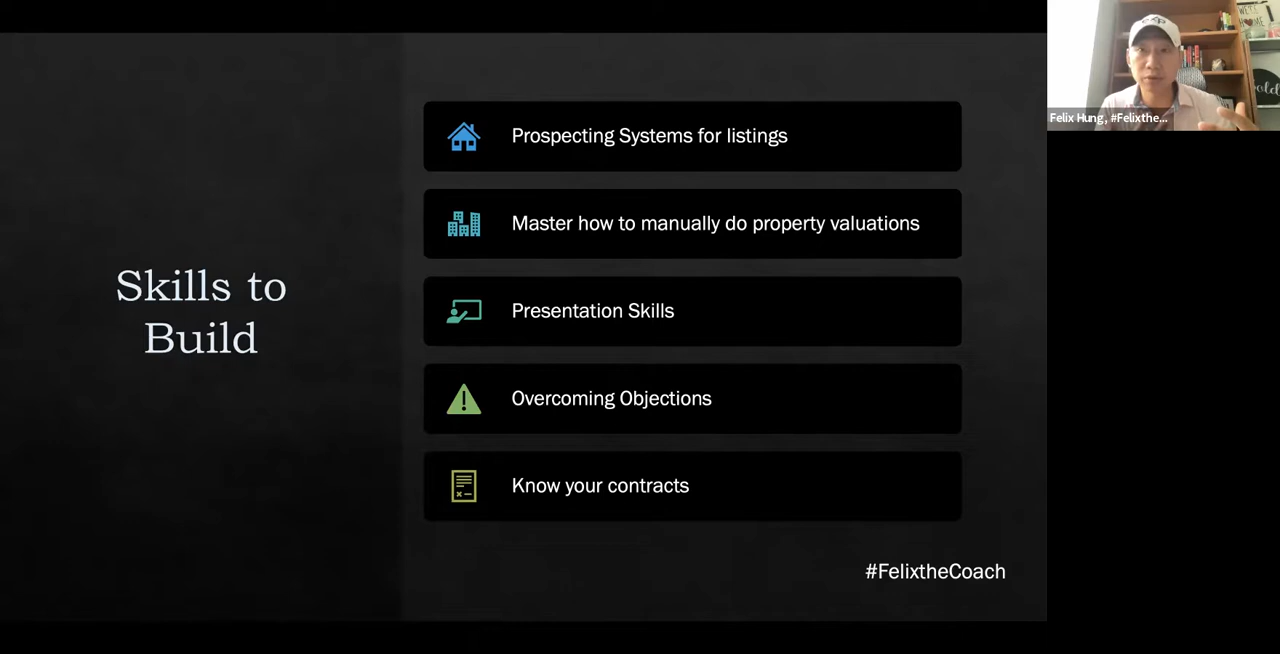 Skills to
Build
Prospecting Systems for listings
Master how to manually do property valuations
Presentation Skills
Overcoming Objections
Know your contracts
#FelixtheCoach
Felix Hung, #Felixthe...